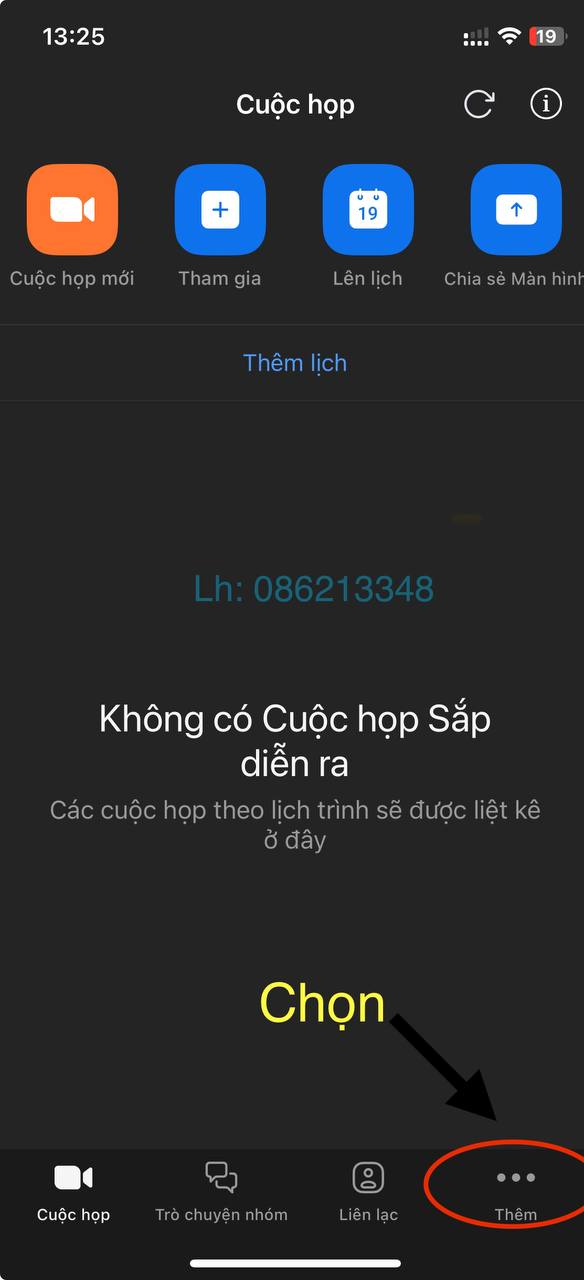 13:25
19
Cuộc họp
19
Cuộc họp mới
Tham gia
Lên lịch
Chia sẻ Màn hình
Thêm lịch
Lh: 086213348
Không có Cuộc họp Sắp
diễn ra
Các cuộc họp theo lịch trình sẽ được liệt kê
ở đây
Chọn
Cuộc họp
Trò chuyện nhóm
Liên lạc
Thêm